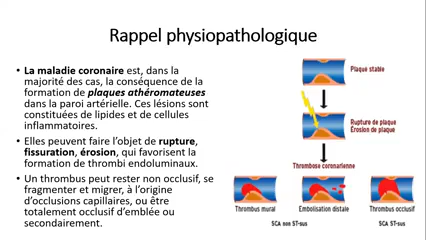 Rappel physiopathologique
• La maladie coronaire est, dans la
majorité des cas, la conséquence de la
formation de plaques athéromateuses
dans la paroi artérielle. Ces lésions sont
constituées de lipides et de cellules
inflammatoires.
• Elles peuvent faire l’objet de rupture,
fissuration, érosion, qui favorisent la
formation de thrombi endoluminaux.
• Un thrombus peut rester non occlusif, se
fragmenter et migrer, à l’origine
d’occlusions capillaires, ou être
totalement occlusif d’emblée ou
secondairement.
Plaque stable
Rupture de plaque
Érosion de plaque
Thrombose coronarienne
Thrombus mural
Embolisation distale
Thrombus occlusif
SCA non ST-sus
SCA ST-sus